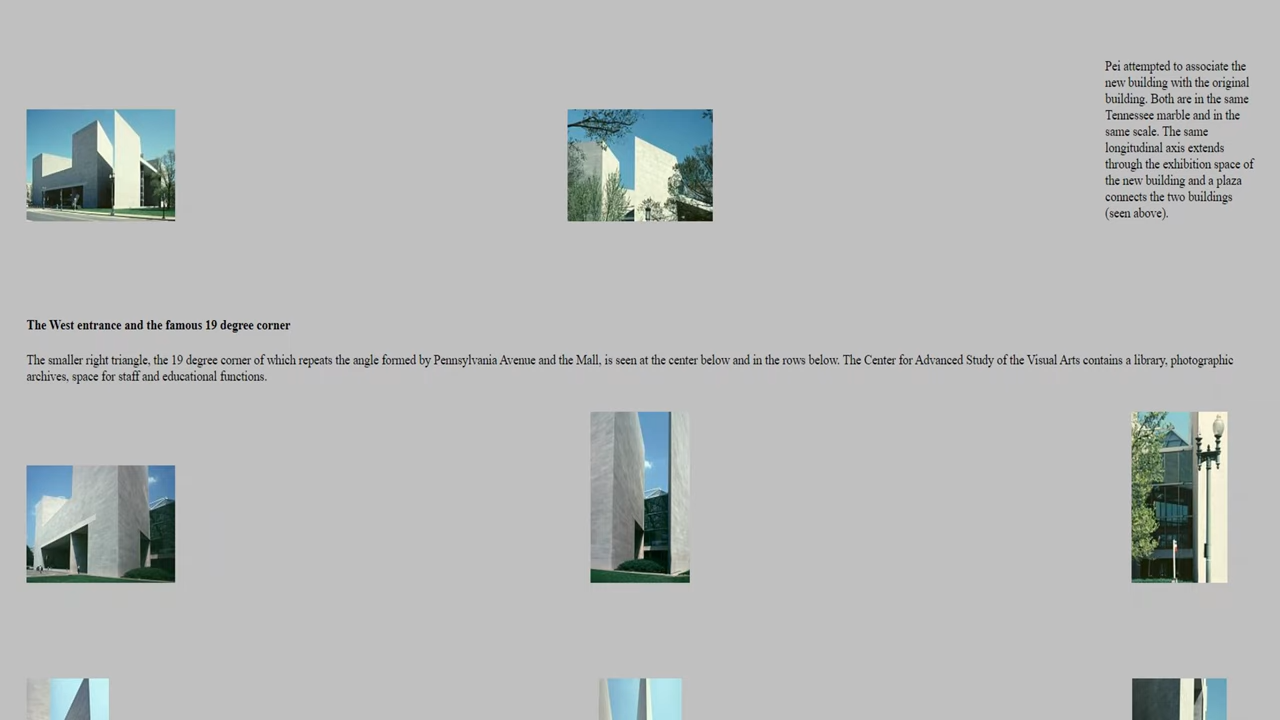 Pei attempted to associate the
new building with the original
building. Both are in the same
Tennessee marble and in the
same scale. The same
longitudinal axis extends
through the exhibition space of
the new building and a plaza
connects the two buildings
(seen above).
The West entrance and the famous 19 degree corner
The smaller right triangle, the 19 degree corner of which repeats the angle formed by Pennsylvania Avenue and the Mall, is seen at the center below and in the rows below. The Center for Advanced Study of the Visual Arts contains a library, photographic
archives, space for staff and educational functions.